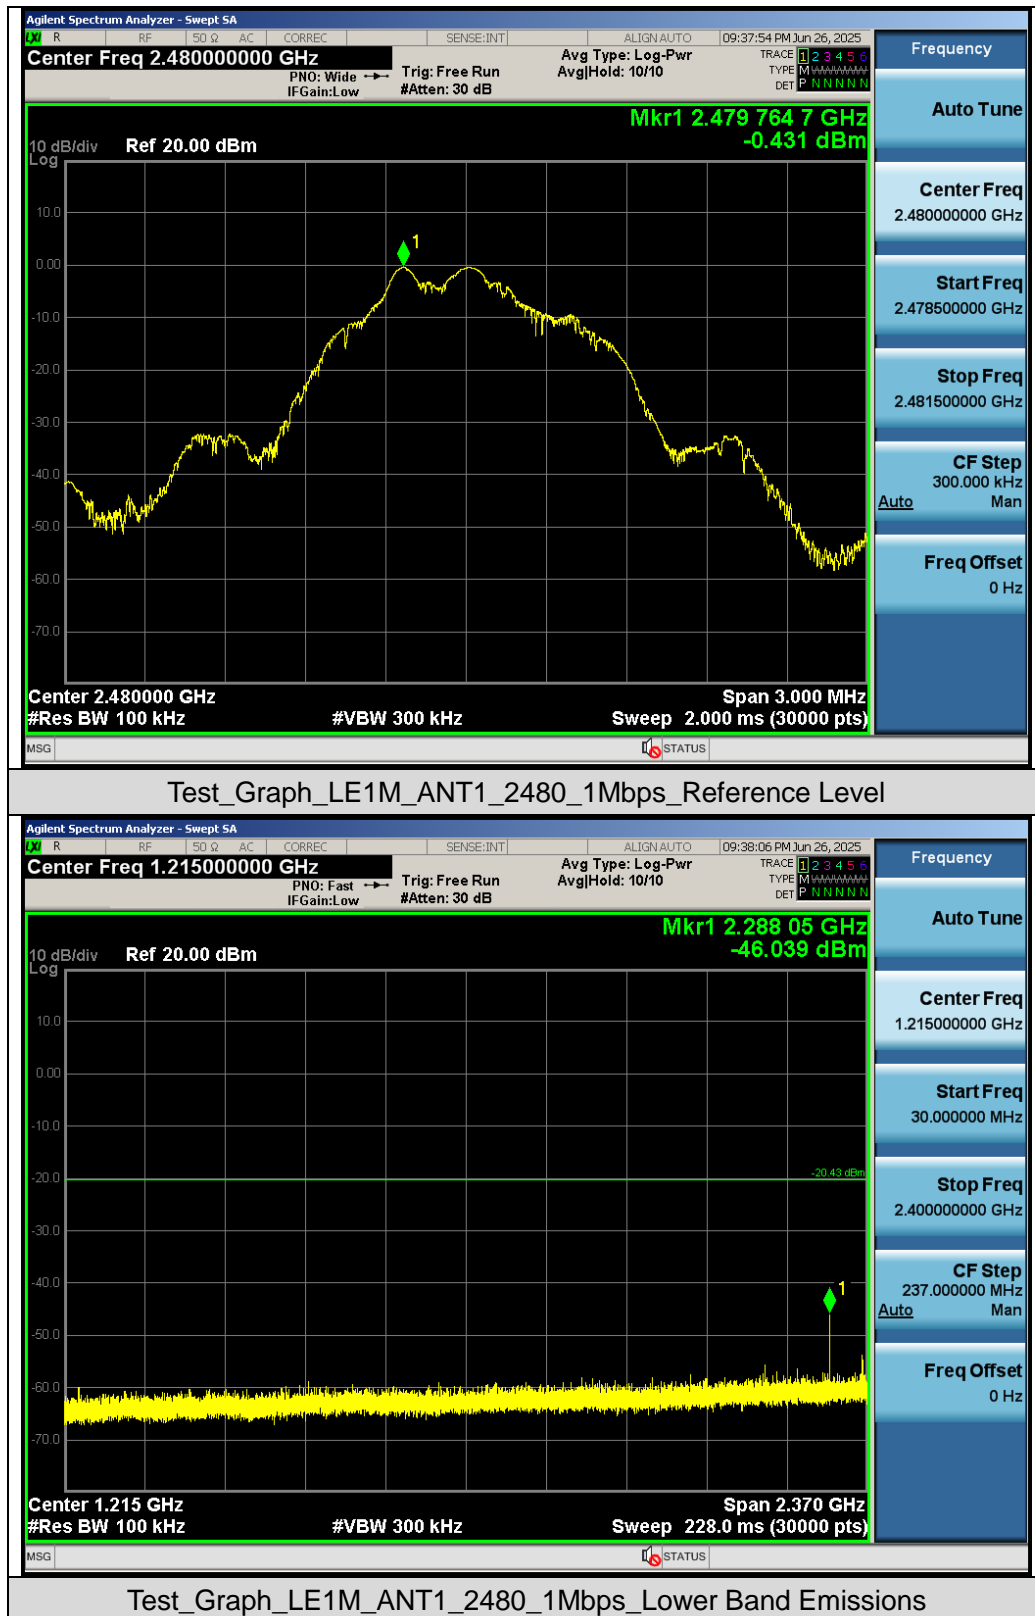 Agilent Spectrum Analyzer - Swept SA
LXI R RF 50 Ω AC CORREC SENSE:INT ALIGN AUTO 09:37:54 PM Jun 26, 2025
Center Freq 2.480000000 GHz
PNO: Wide
IFGain:Low
Trig: Free Run
#Atten: 30 dB
Avg Type: Log-Pwr
Avg|Hold: 10/10
TRACE 1 2 3 4 5 6
TYPE M
DET P N N N N N
Mkr1 2.479 764 7 GHz
-0.431 dBm
10 dB/div Ref 20.00 dBm
Log
10.0
0.00
-10.0
-20.0
-30.0
-40.0
-50.0
-60.0
-70.0
1
Center 2.480000 GHz
Span 3.000 MHz
#Res BW 100 kHz #VBW 300 kHz Sweep 2.000 ms (30000 pts)
MSG STATUS
Frequency
Auto Tune
Center Freq
2.480000000 GHz
Start Freq
2.478500000 GHz
Stop Freq
2.481500000 GHz
CF Step
300.000 kHz
Auto Man
Freq Offset
0 Hz
Test_Graph_LE1M_ANT1_2480_1Mbps_Reference Level
Agilent Spectrum Analyzer - Swept SA
LXI R RF 50 Ω AC CORREC SENSE:INT ALIGN AUTO 09:38:06 PM Jun 26, 2025
Center Freq 1.215000000 GHz
PNO: Fast
IFGain:Low
Trig: Free Run
#Atten: 30 dB
Avg Type: Log-Pwr
Avg|Hold: 10/10
TRACE 1 2 3 4 5 6
TYPE M
DET P N N N N N
Mkr1 2.288 05 GHz
-46.039 dBm
10 dB/div Ref 20.00 dBm
Log
10.0
0.00
-10.0
-20.0
-30.0
-40.0
-50.0
-60.0
-70.0
-20.43 dBm
1
Center 1.215 GHz
Span 2.370 GHz
#Res BW 100 kHz #VBW 300 kHz Sweep 228.0 ms (30000 pts)
MSG STATUS
Frequency
Auto Tune
Center Freq
1.215000000 GHz
Start Freq
30.000000 MHz
Stop Freq
2.400000000 GHz
CF Step
237.000000 MHz
Auto Man
Freq Offset
0 Hz
Test_Graph_LE1M_ANT1_2480_1Mbps_Lower Band Emissions